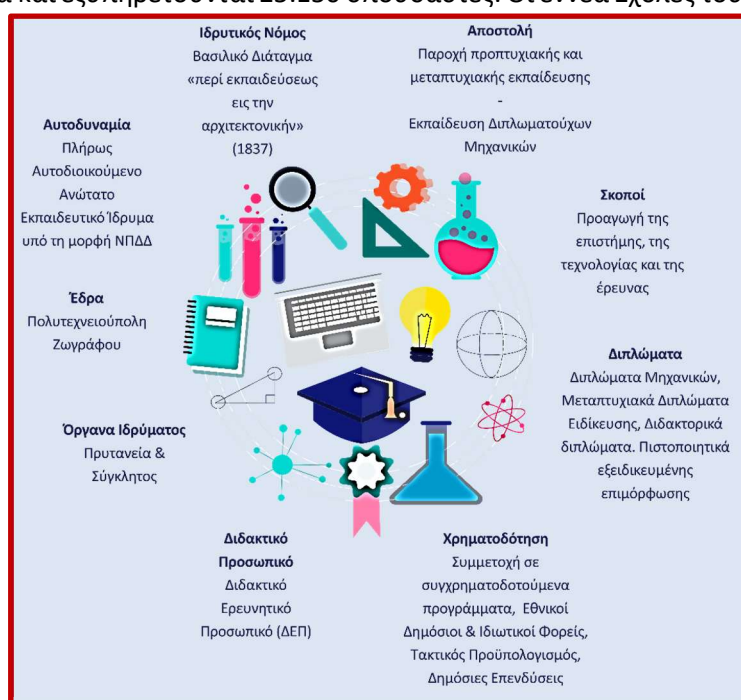 και εξυπηρετούνται
Ιδρυτικός Νόμος
Βασιλικό Διάταγμα
«περί εκπαιδεύσεως
εις την
αρχιτεκτονική»
(1837)
Αποστολή
Παροχή προπτυχιακής και
μεταπτυχιακής εκπαίδευσης
-
Εκπαίδευση Διπλωματούχων
Μηχανικών
Αυτοδυναμία
Πλήρως
Αυτοδιοικούμενο
Ανώτατο
Εκπαιδευτικό Ίδρυμα
υπό τη μορφή ΝΠΔΔ
Σκοποί
Προαγωγή της
επιστήμης, της
τεχνολογίας και της
έρευνας
Έδρα
Πολυτεχνειούπολη
Ζωγράφου
Διπλώματα
Διπλώματα Μηχανικών,
Μεταπτυχιακά Διπλώματα
Ειδίκευσης, Διδακτορικά
διπλώματα. Πιστοποιητικά
εξειδικευμένης
επιμόρφωσης
Όργανα Ιδρύματος
Πρυτανεία &
Σύγκλητος
Διδακτικό
Προσωπικό
Διδακτικό
Ερευνητικό
Προσωπικό (ΔΕΠ)
Χρηματοδότηση
Συμμετοχή σε
συγχρηματοδοτούμενα
προγράμματα, Εθνικοί
Δημόσιοι & Ιδιωτικοί Φορείς,
Τακτικός Προϋπολογισμός,
Δημόσιες Επενδύσεις